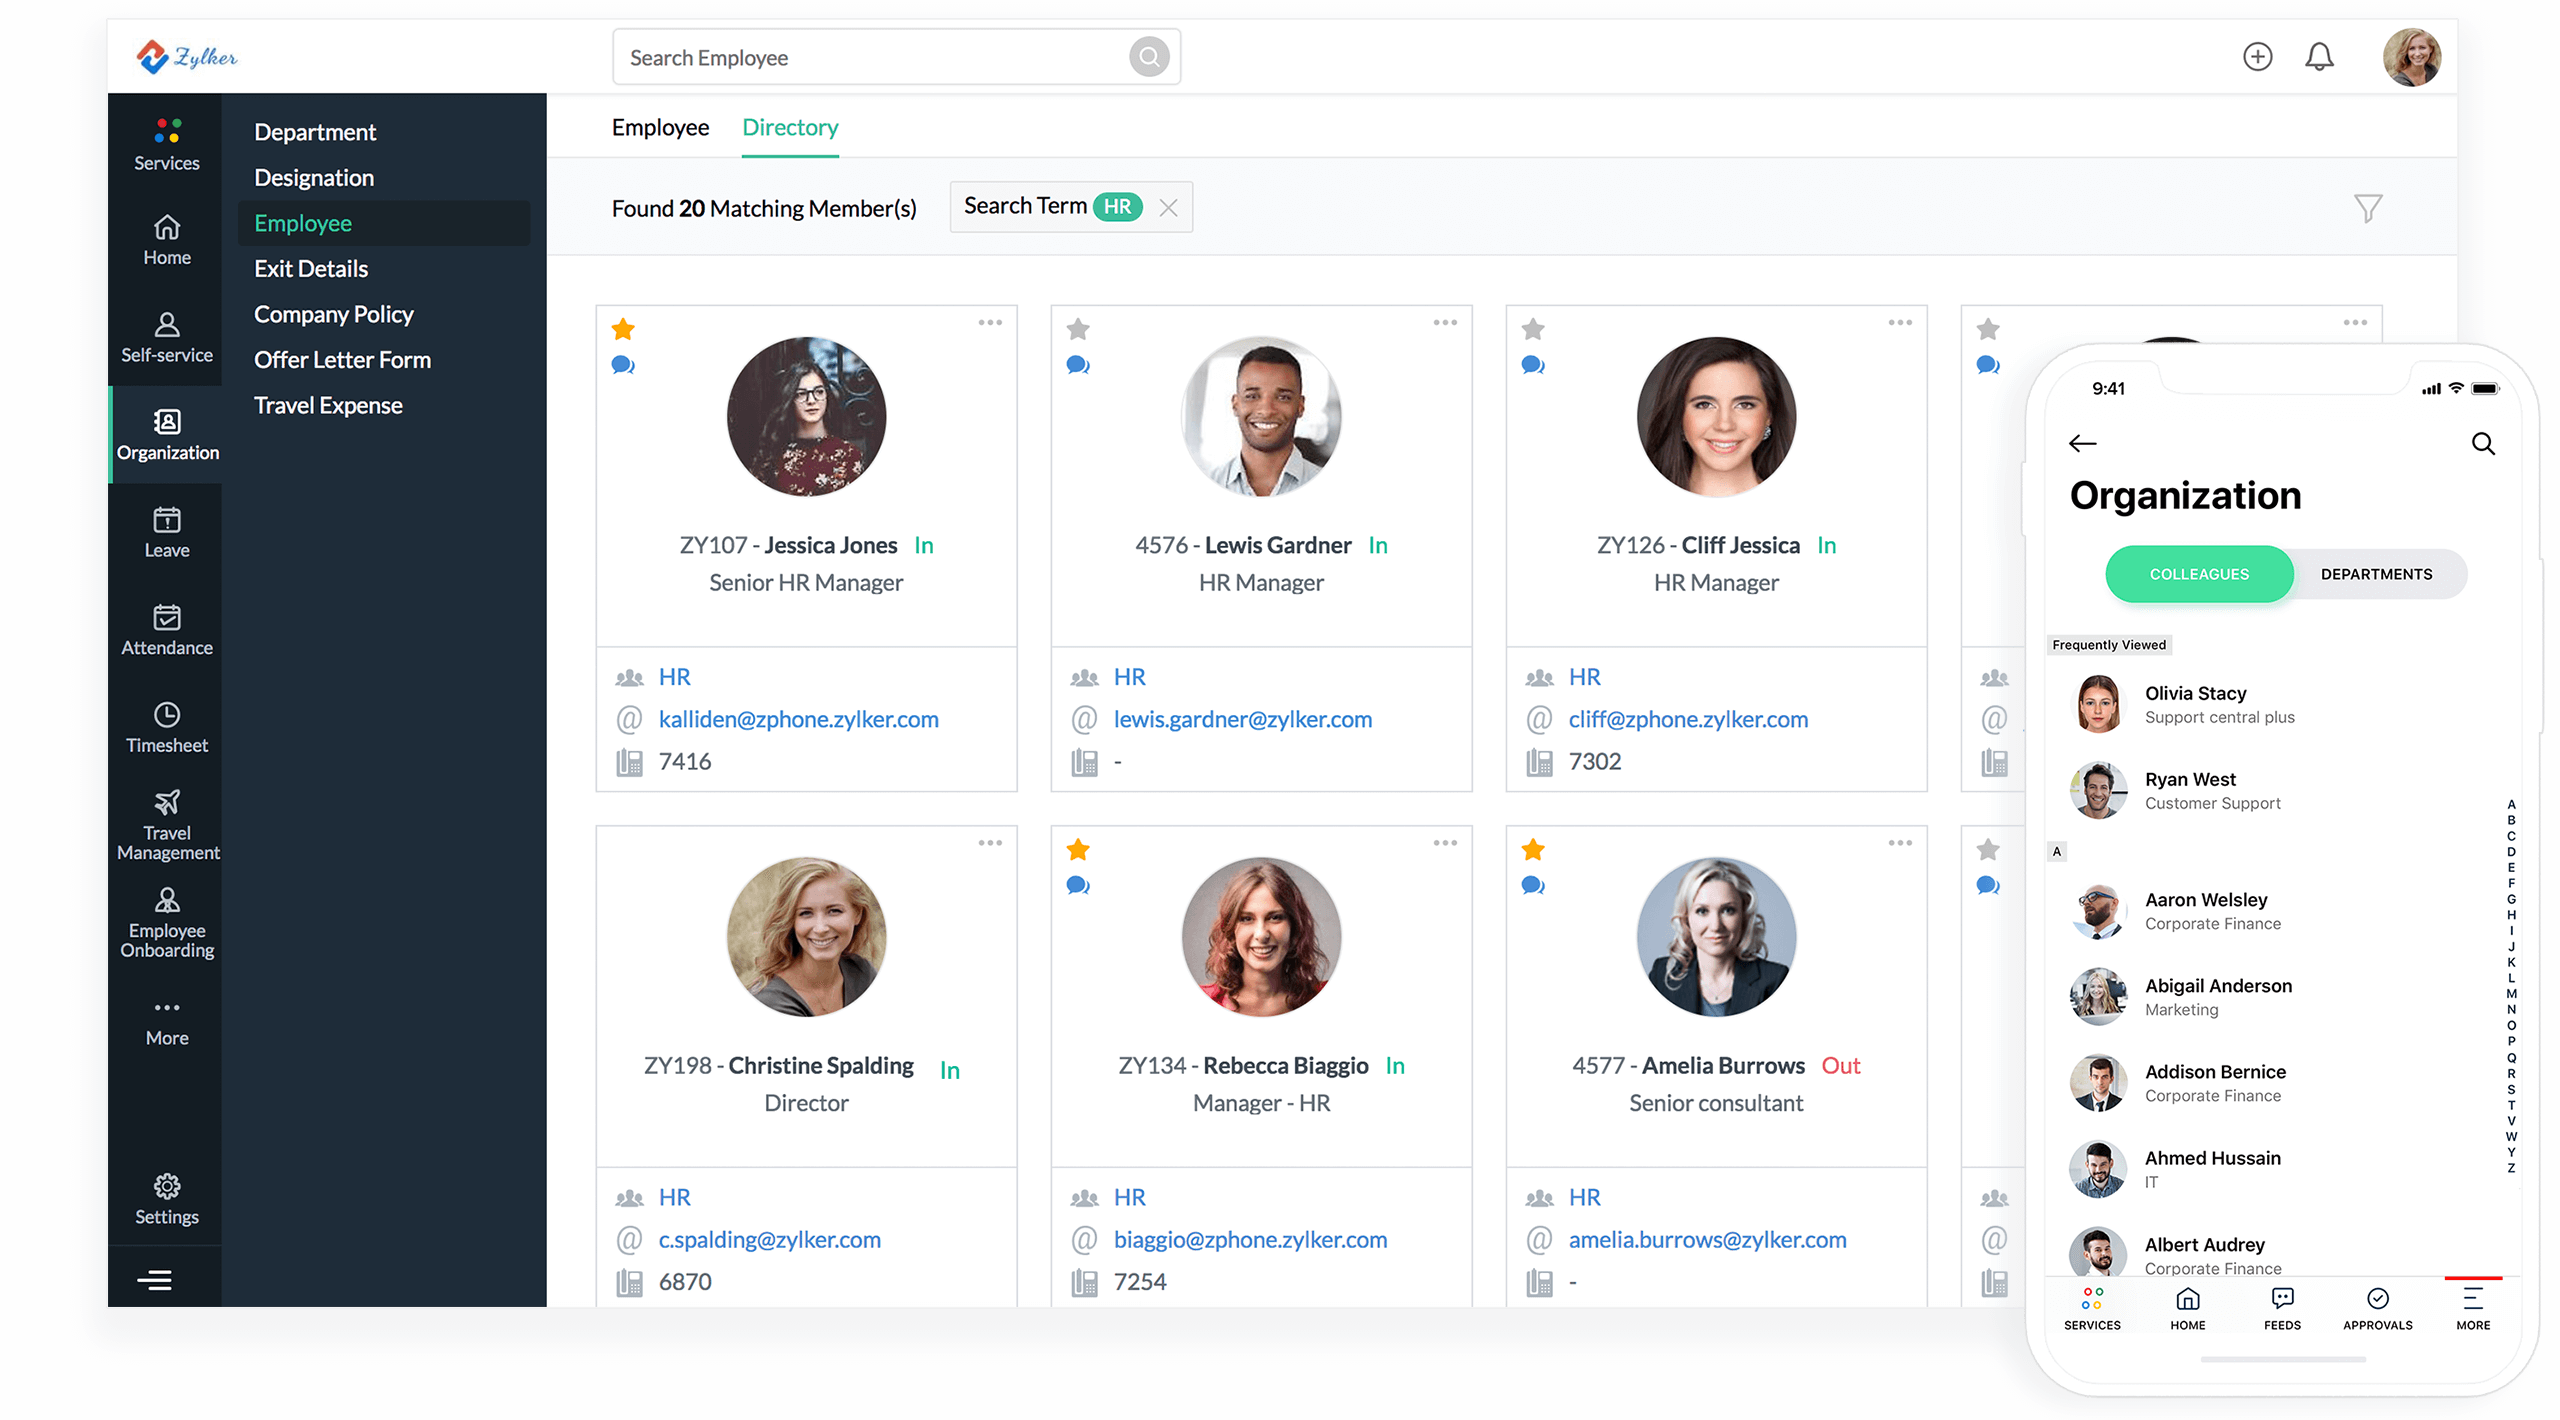 Zylker
Search Employee
Services
Home
Self-service
Organization
Leave
Attendance
Timesheet
Travel
Management
Employee
Onboarding
More
Settings
Department
Designation
Employee
Exit Details
Company Policy
Offer Letter Form
Travel Expense
Employee Directory
Found 20 Matching Member(s) Search Term HR
ZY107 - Jessica Jones In
Senior HR Manager
HR
kalliden@zphone.zylker.com
7416
4576 - Lewis Gardner In
HR Manager
HR
lewis.gardner@zylker.com
-
ZY126 - Cliff Jessica In
HR Manager
HR
cliff@zphone.zylker.com
7302
ZY198 - Christine Spalding In
Director
HR
c.spalding@zylker.com
6870
ZY134 - Rebecca Biaggio In
Manager - HR
HR
biaggio@zphone.zylker.com
7254
4577 - Amelia Burrows Out
Senior consultant
HR
amelia.burrows@zylker.com
-
9:41
Organization
COLLEAGUES DEPARTMENTS
Frequently Viewed
Olivia Stacy
Support central plus
Ryan West
Customer Support
A
Aaron Welsley
Corporate Finance
Abigail Anderson
Marketing
Addison Bernice
Corporate Finance
Ahmed Hussain
IT
Albert Audrey
Corporate Finance
A
B
C
D
E
F
G
H
I
J
K
L
M
N
O
P
Q
R
S
T
V
W
Y
Z
SERVICES HOME FEEDS APPROVALS MORE